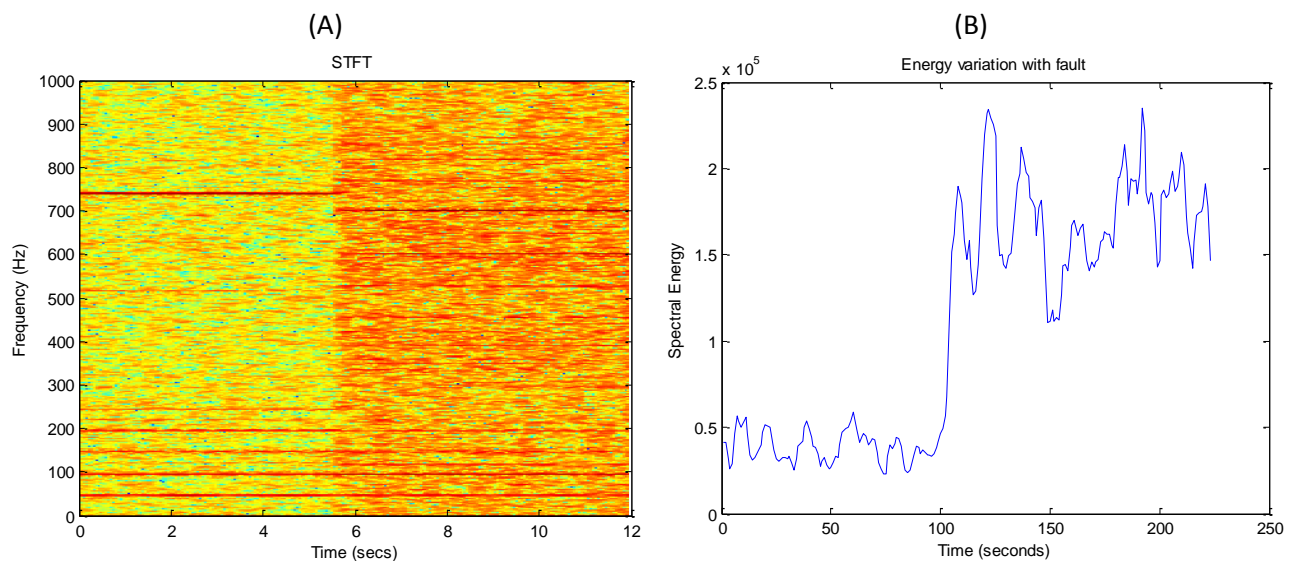 (A)
STFT
1000
900
800
700
600
500
400
300
200
100
0
Frequency (Hz)
0 2 4 6 8 10 12
Time (secs)
(B)
Energy variation with fault
x 10^5
2.5
2
1.5
1
0.5
0
Spectral Energy
0 50 100 150 200 250
Time (seconds)